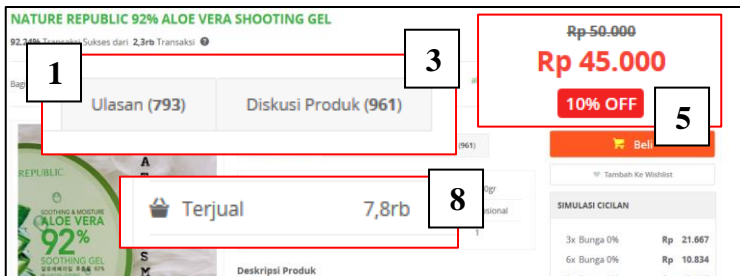 NATURE REPUBLIC 92% ALOE VERA SHOOTING GEL
92.24% Transaksi Sukses dari 2,3rb Transaksi
Rp 50.000
Rp 45.000
10% OFF
1
3
5
8
Bagi
Ulasan (793)
Diskusi Produk (961)
(961)
Beli
Tambah Ke Wishlist
REPUBLIC
SOOTHING & MOISTURE
ALOE VERA
92%
SOOTHING GEL
A
S
M
Terjual 7,8rb
0gr
SIMULASI CICILAN
3x Bunga 0% Rp 21.667
6x Bunga 0% Rp 10.834
Deskripsi Produk